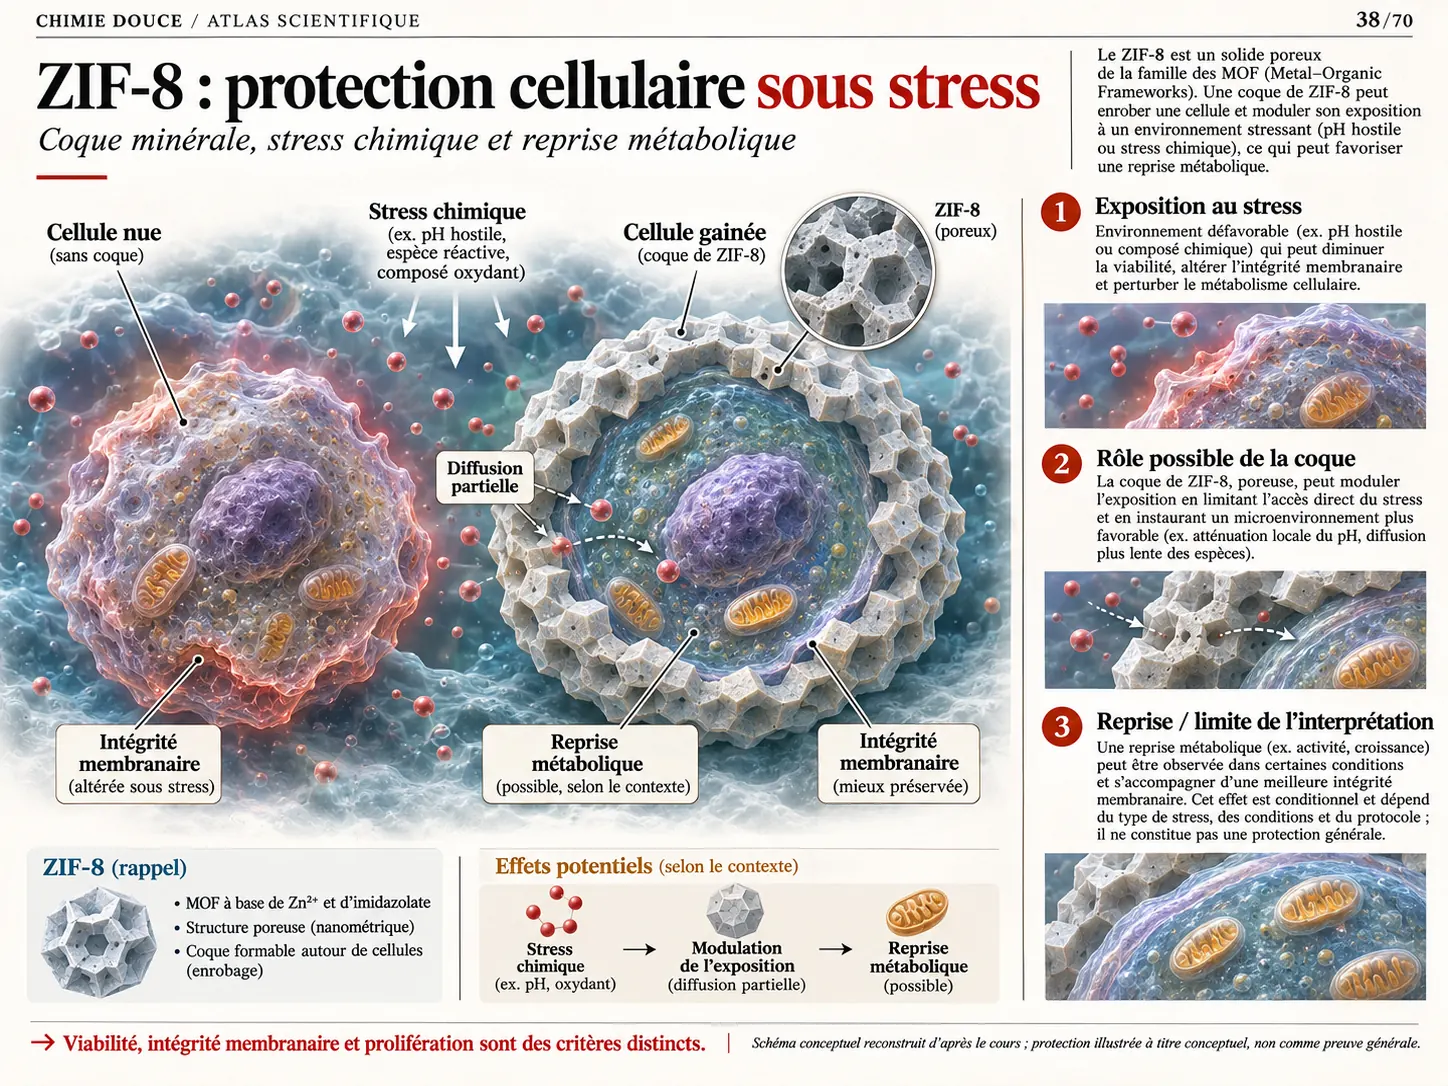 CHIMIE DOUCE / ATLAS SCIENTIFIQUE
38/70
ZIF-8 : protection cellulaire sous stress
Coque minérale, stress chimique et reprise métabolique
Le ZIF-8 est un solide poreux
de la famille des MOF (Metal–Organic
Frameworks). Une coque de ZIF-8 peut
enrober une cellule et moduler son exposition
à un environnement stressant (pH hostile
ou stress chimique), ce qui peut favoriser
une reprise métabolique.
Cellule nue
(sans coque)
Stress chimique
(ex. pH hostile,
espèce réactive,
composé oxydant)
Cellule gainée
(coque de ZIF-8)
ZIF-8
(poreux)
Diffusion
partielle
Intégrité
membranaire
(altérée sous stress)
Reprise
métabolique
(possible, selon le contexte)
Intégrité
membranaire
(mieux préservée)
1
Exposition au stress
Environnement défavorable (ex. pH hostile
ou composé chimique) qui peut diminuer
la viabilité, altérer l'intégrité membranaire
et perturber le métabolisme cellulaire.
2
Rôle possible de la coque
La coque de ZIF-8, poreuse, peut moduler
l'exposition en limitant l'accès direct du stress
et en instaurant un microenvironnement plus
favorable (ex. atténuation locale du pH, diffusion
plus lente des espèces).
3
Reprise / limite de l'interprétation
Une reprise métabolique (ex. activité, croissance)
peut être observée dans certaines conditions
et s'accompagner d'une meilleure intégrité
membranaire. Cet effet est conditionnel et dépend
du type de stress, des conditions et du protocole ;
il ne constitue pas une protection générale.
ZIF-8 (rappel)
• MOF à base de Zn²⁺ et d'imidazolate
• Structure poreuse (nanométrique)
• Coque formable autour de cellules
(enrobage)
Effets potentiels (selon le contexte)
Stress
chimique
(ex. pH, oxydant)
→
Modulation
de l'exposition
(diffusion partielle)
→
Reprise
métabolique
(possible)
→ Viabilité, intégrité membranaire et prolifération sont des critères distincts.
Schéma conceptuel reconstruit d'après le cours ; protection illustrée à titre conceptuel, non comme preuve générale.